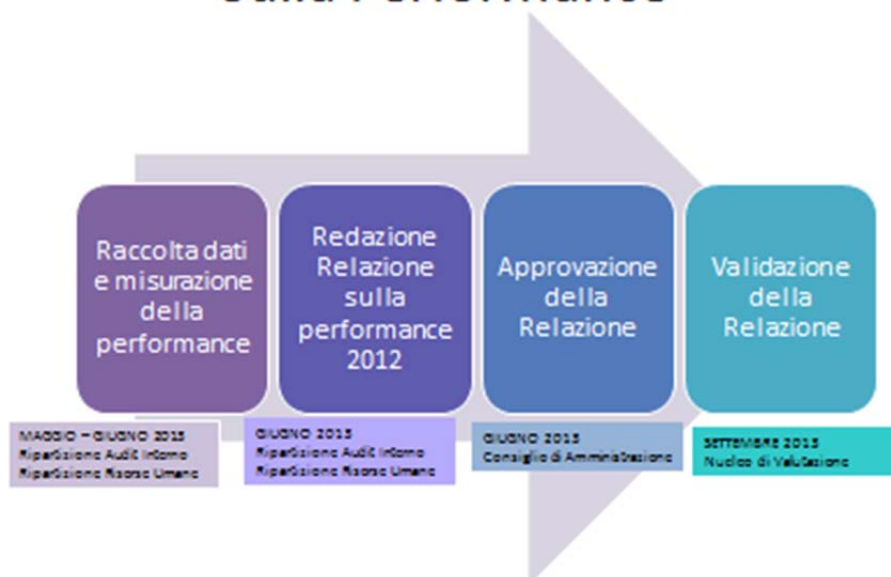 Raccolta dati
e misurazione
della
performance
Redazione
Relazione
sulla
performance
2012
Approvazione
della
Relazione
Validazione
della
Relazione
MAGGIO – GIUGNO 2013
Ripartizione Audit Interno
Ripartizione Risorse Umane
GIUGNO 2013
Ripartizione Audit Interno
Ripartizione Risorse Umane
GIUGNO 2013
Consiglio di Amministrazione
SETTEMBRE 2013
Nucleo di Valutazione